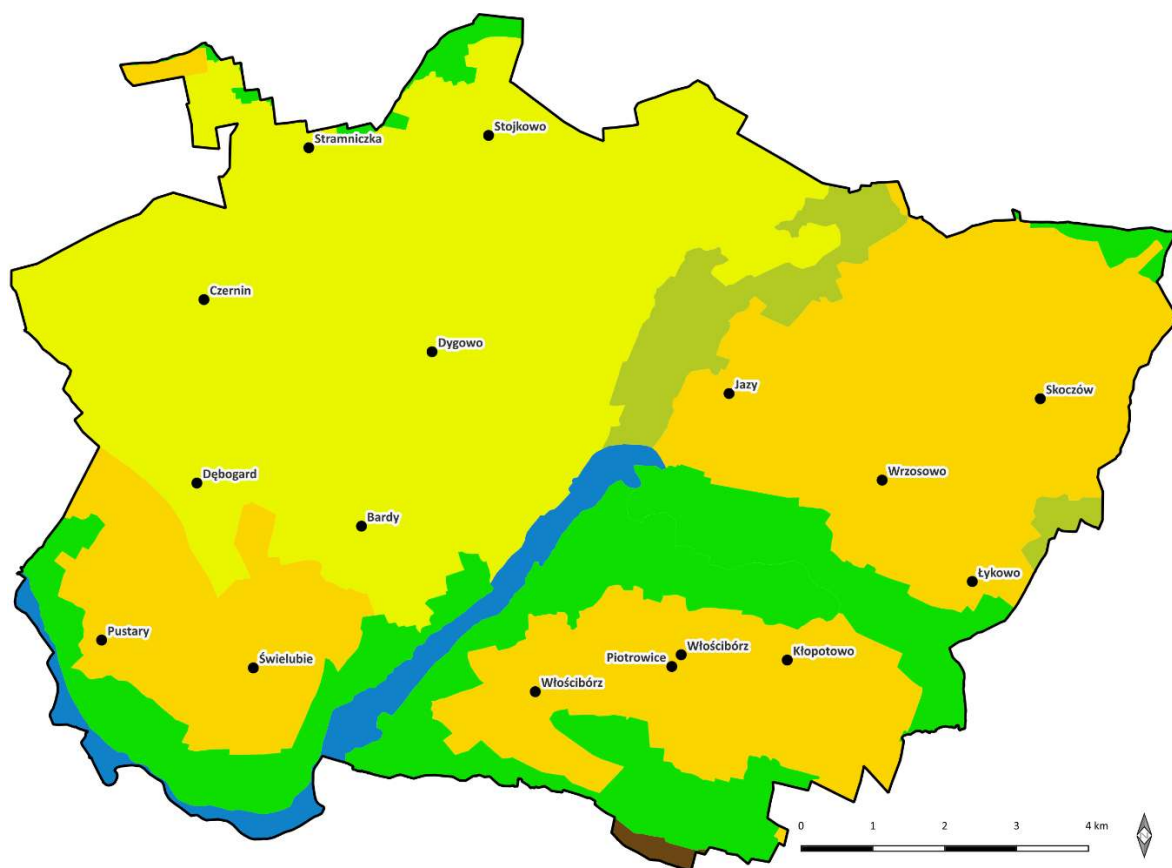 Stojkowo
Stramniczka
Czernin
Dygowo
Jazy
Skoczów
Dębogard
Wrzosowo
Bardy
Łykowo
Pustary
Świelubie
Włościbórz
Piotrowice
Kłopotowo
Włościbórz
0 1 2 3 4 km